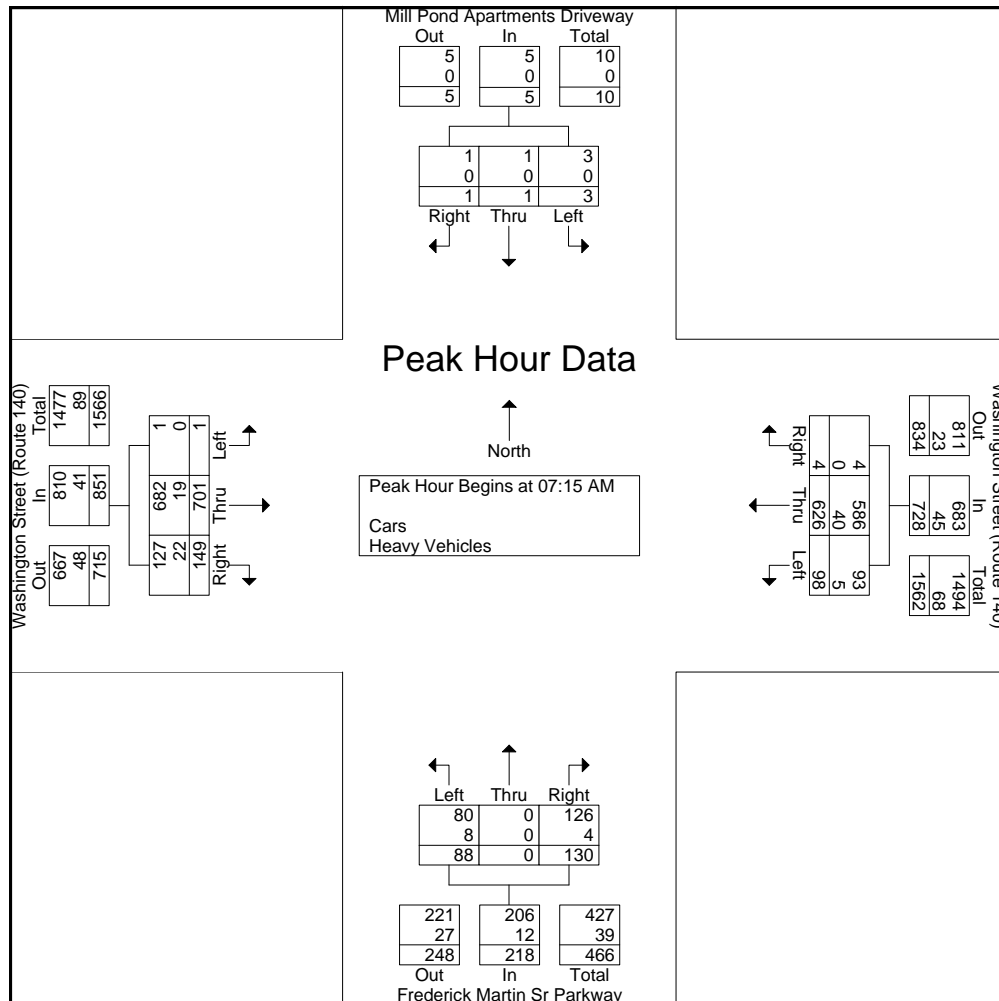 Mill Pond Apartments Driveway
Out In Total
5 5 10
0 0 0
5 5 10
1 1 3
0 0 0
1 1 3
Right Thru Left
Peak Hour Data
North
Peak Hour Begins at 07:15 AM
Cars
Heavy Vehicles
Washington Street (Route 140)
Out In Total
667 810 1477
48 41 89
715 851 1566
127 682 1
22 19 0
149 701 1
Right Thru Left
Right Thru Left
4 586 93
0 40 5
4 626 98
811 683 1494
23 45 68
834 728 1562
Out In Total
Washington Street (Route 140)
Left Thru Right
80 0 126
8 0 4
88 0 130
221 206 427
27 12 39
248 218 466
Out In Total
Frederick Martin Sr Parkway